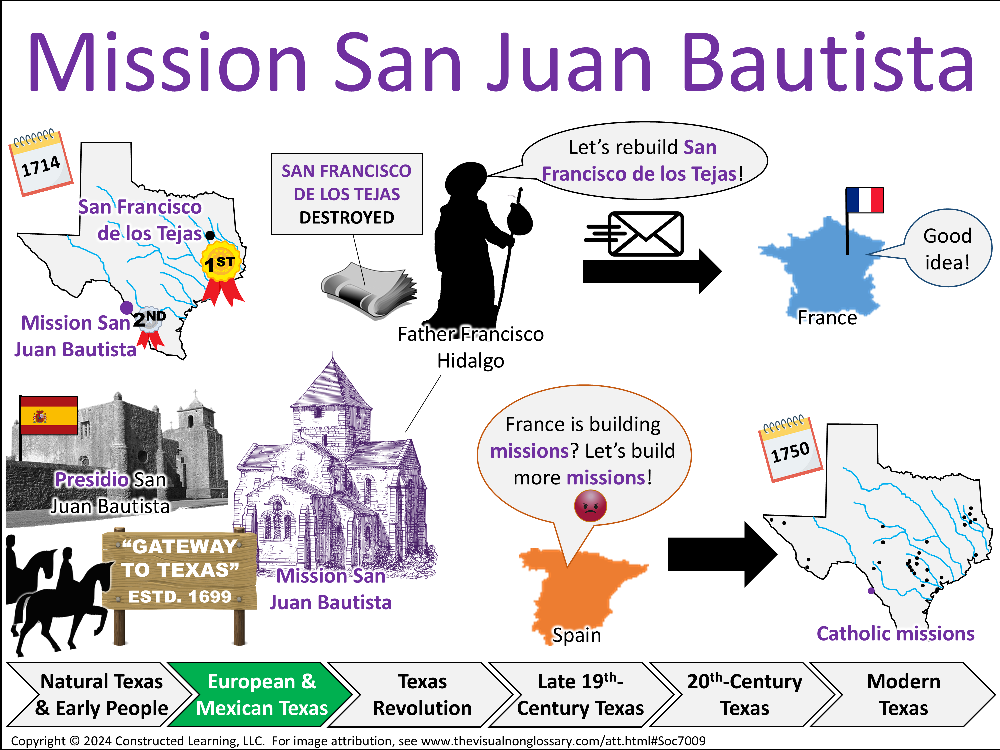 Mission San Juan Bautista
1714
San Francisco
de los Tejas
1ST
Mission San
Juan Bautista
2ND
SAN FRANCISCO
DE LOS TEJAS
DESTROYED
Let's rebuild San
Francisco de los Tejas!
Father Francisco
Hidalgo
Good
idea!
France
Presidio San
Juan Bautista
"GATEWAY
TO TEXAS"
ESTD. 1699
Mission San
Juan Bautista
France is building
missions? Let's build
more missions!
Spain
1750
Catholic missions
Natural Texas
& Early People
European &
Mexican Texas
Texas
Revolution
Late 19th-
Century Texas
20th-Century
Texas
Modern
Texas
Copyright © 2024 Constructed Learning, LLC.  For image attribution, see www.thevisualnonglossary.com/att.html#Soc7009